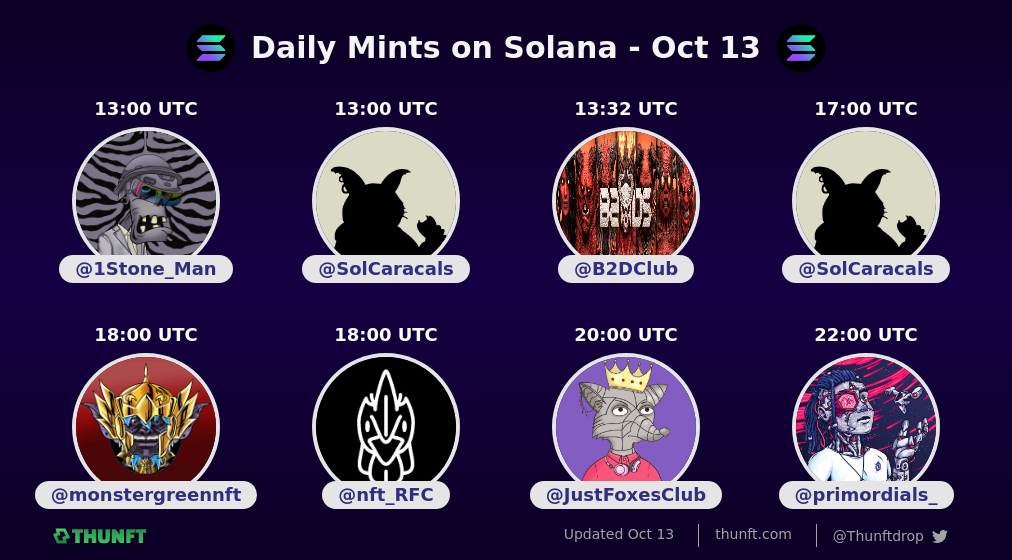 Daily Mints on Solana - Oct 13
13:00 UTC
@1Stone_Man
13:00 UTC
@SolCaracals
13:32 UTC
@B2DClub
17:00 UTC
@SolCaracals
18:00 UTC
@monstergreennft
18:00 UTC
@nft_RFC
20:00 UTC
@JustFoxesClub
22:00 UTC
@primordials_
THUNFT
Updated Oct 13
thunft.com
@Thunftdrop